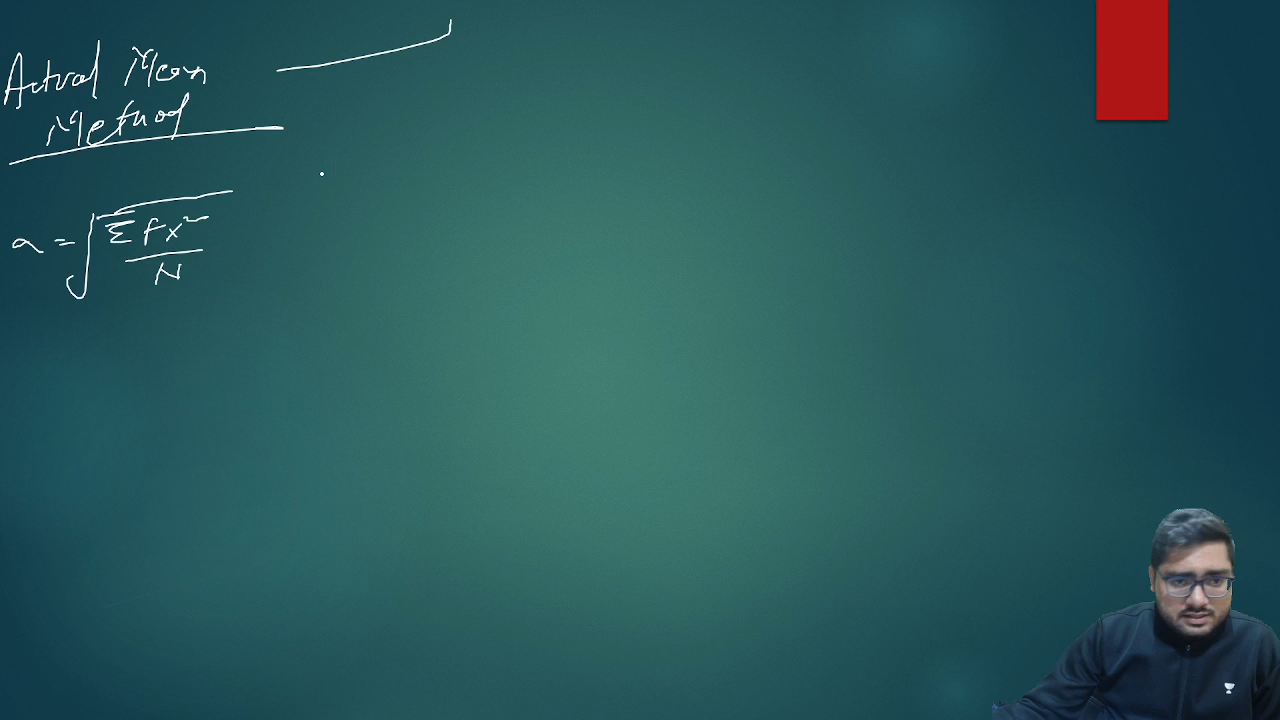 Actual Mean
Method
a = √Σfx²
N